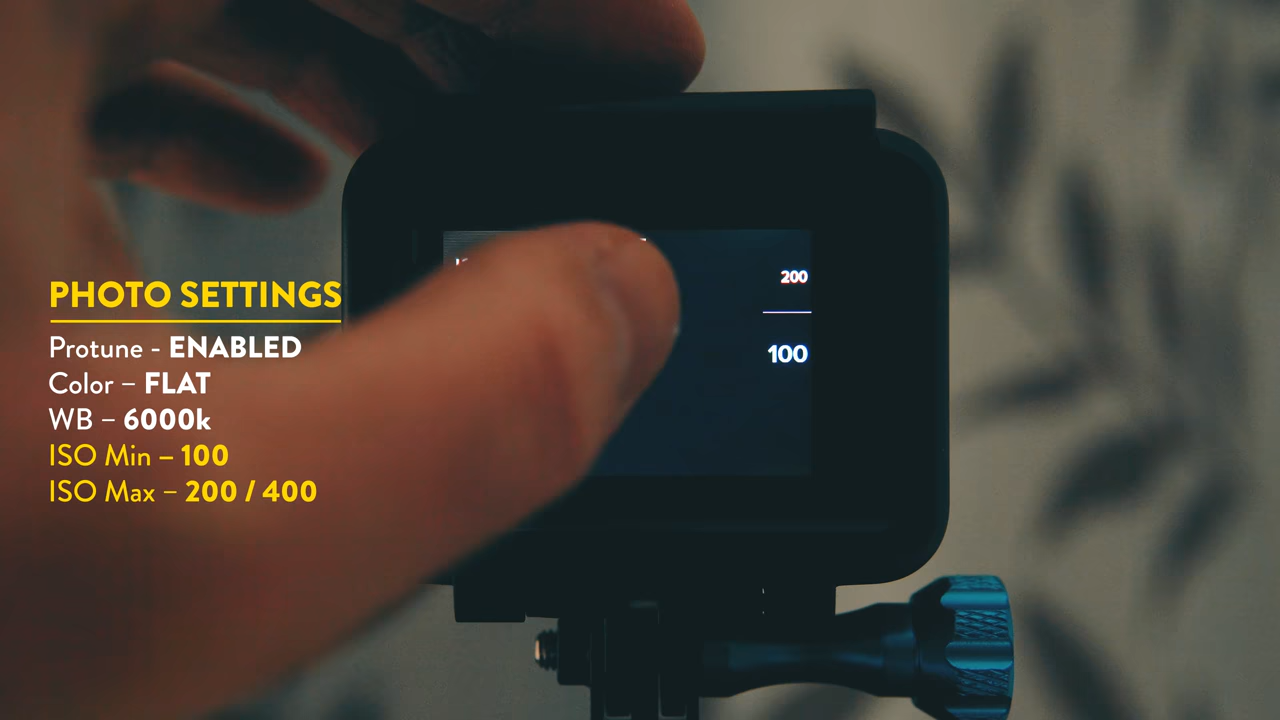 PHOTO SETTINGS
Protune - ENABLED
Color – FLAT
WB – 6000k
ISO Min – 100
ISO Max – 200 / 400
200
100